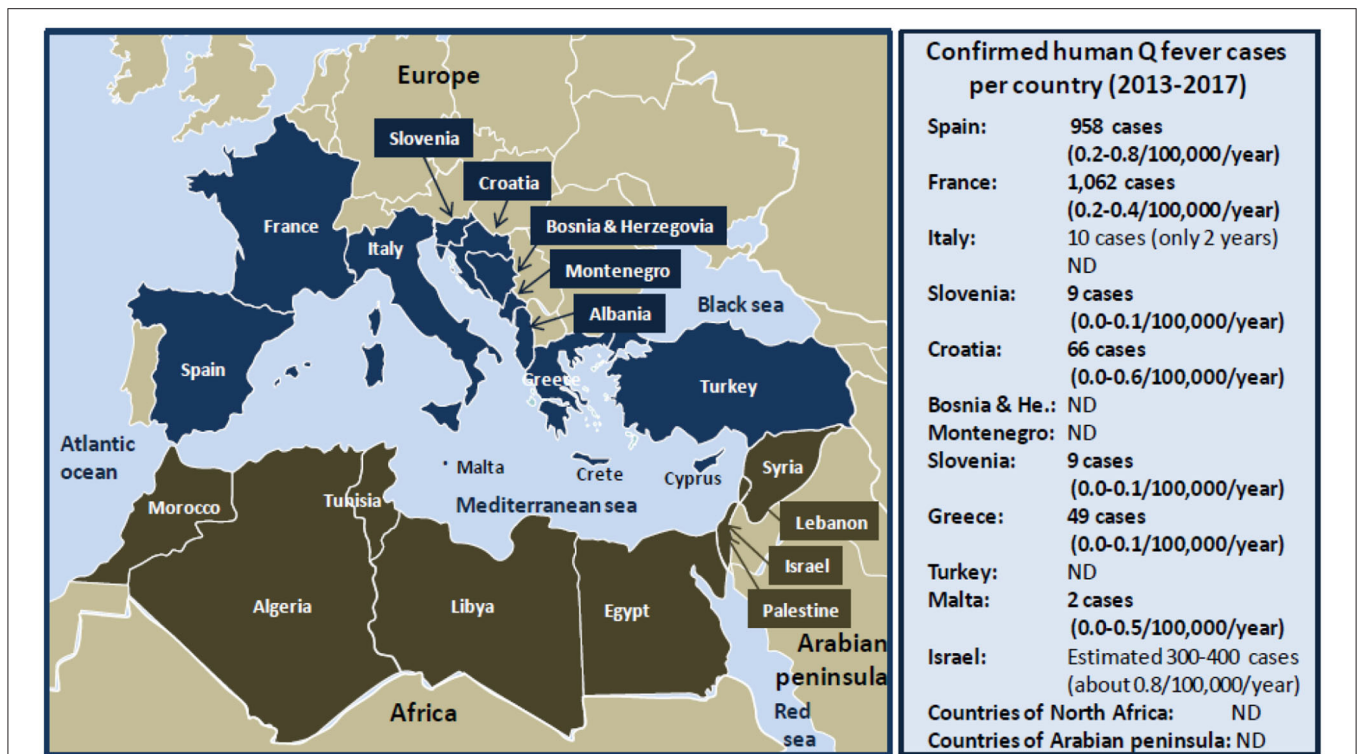 Europe
Slovenia
Croatia
France
Bosnia & Herzegovia
Italy
Montenegro
Black sea
Albania
Spain
Greece
Turkey
Atlantic
ocean
Malta
Crete
Cyprus
Syria
Morocco
Tunisia
Mediterranean sea
Lebanon
Israel
Algeria
Libya
Egypt
Palestine
Arabian
peninsula
Africa
Red
sea
Confirmed human Q fever cases
per country (2013-2017)
Spain: 958 cases
(0.2-0.8/100,000/year)
France: 1,062 cases
(0.2-0.4/100,000/year)
Italy: 10 cases (only 2 years)
ND
Slovenia: 9 cases
(0.0-0.1/100,000/year)
Croatia: 66 cases
(0.0-0.6/100,000/year)
Bosnia & He.: ND
Montenegro: ND
Slovenia: 9 cases
(0.0-0.1/100,000/year)
Greece: 49 cases
(0.0-0.1/100,000/year)
Turkey: ND
Malta: 2 cases
(0.0-0.5/100,000/year)
Israel: Estimated 300-400 cases
(about 0.8/100,000/year)
Countries of North Africa: ND
Countries of Arabian peninsula: ND